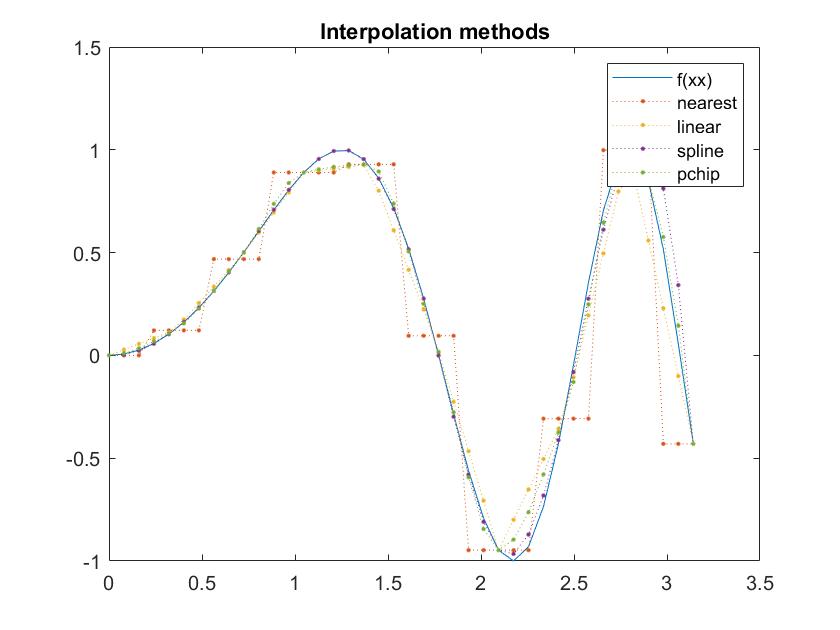 Interpolation methods
1.5
1
0.5
0
-0.5
-1
0 0.5 1 1.5 2 2.5 3 3.5
f(xx)
nearest
linear
spline
pchip